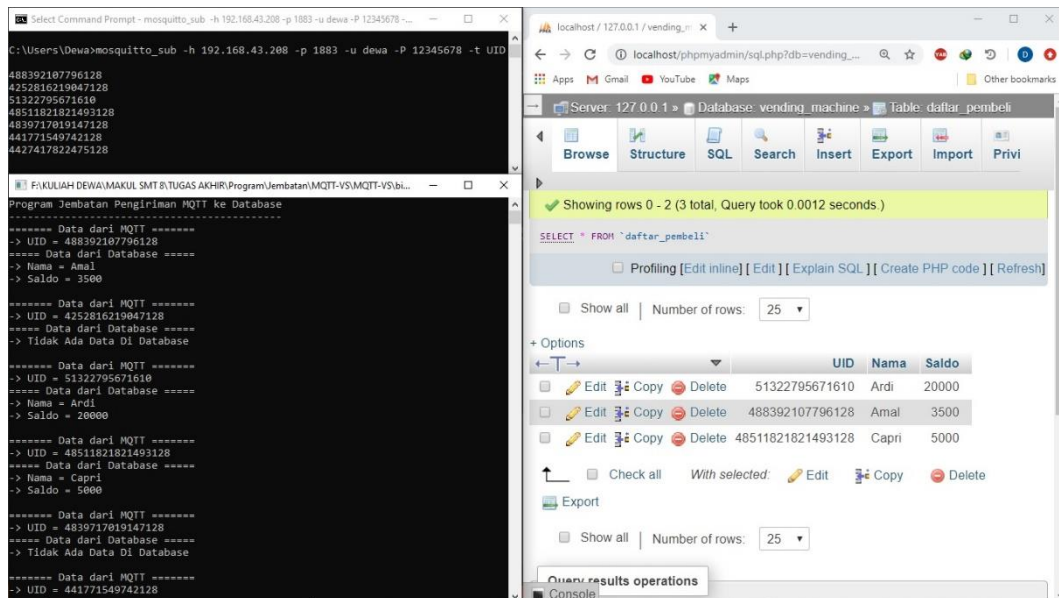 Select Command Prompt - mosquitto_sub -h 192.168.43.208 -p 1883 -u dewa -P 12345678 -...
C:\Users\Dewa>mosquitto_sub -h 192.168.43.208 -p 1883 -u dewa -P 12345678 -t UID
488392107796128
4252816219047128
51322795671610
48511821821493128
4839717019147128
441771549742128
4427417822475128
F:\KULIAH DEWA\MAKUL SMT 8\TUGAS AKHIR\Program\Jembatan\MQTT-VS\MQTT-VS\bi...
Program Jembatan Pengiriman MQTT ke Database
--------------------------------------------
======= Data dari MQTT =======
-> UID = 488392107796128
===== Data dari Database =====
-> Nama = Amal
-> Saldo = 3500
======= Data dari MQTT =======
-> UID = 4252816219047128
===== Data dari Database =====
-> Tidak Ada Data Di Database
======= Data dari MQTT =======
-> UID = 51322795671610
===== Data dari Database =====
-> Nama = Ardi
-> Saldo = 20000
======= Data dari MQTT =======
-> UID = 48511821821493128
===== Data dari Database =====
-> Nama = Capri
-> Saldo = 5000
======= Data dari MQTT =======
-> UID = 4839717019147128
===== Data dari Database =====
-> Tidak Ada Data Di Database
======= Data dari MQTT =======
-> UID = 441771549742128
localhost / 127.0.0.1 / vending_m
localhost/phpmyadmin/sql.php?db=vending_... D
Apps Gmail YouTube Maps Other bookmarks
Server: 127.0.0.1 » Database: vending_machine » Table: daftar_pembeli
Browse Structure SQL Search Insert Export Import Privi
Showing rows 0 - 2 (3 total, Query took 0.0012 seconds.)
SELECT * FROM `daftar_pembeli`
Profiling [Edit inline] [ Edit ] [ Explain SQL ] [ Create PHP code ] [ Refresh]
Show all | Number of rows: 25
+ Options
←T→ UID Nama Saldo
Edit Copy Delete 51322795671610 Ardi 20000
Edit Copy Delete 488392107796128 Amal 3500
Edit Copy Delete 48511821821493128 Capri 5000
Check all With selected: Edit Copy Delete
Export
Show all | Number of rows: 25
Query results operations
Console